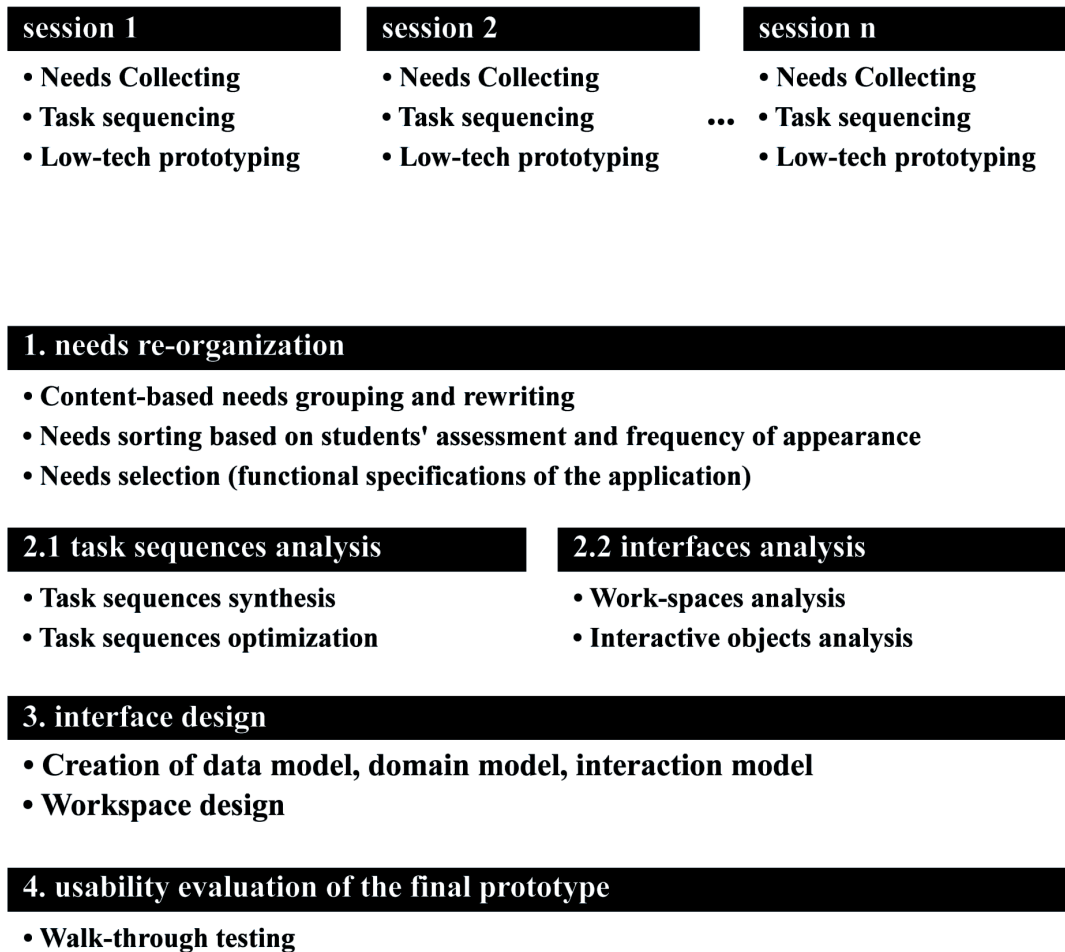 session 1
• Needs Collecting
• Task sequencing
• Low-tech prototyping
session 2
• Needs Collecting
• Task sequencing
• Low-tech prototyping
...
session n
• Needs Collecting
• Task sequencing
• Low-tech prototyping
1. needs re-organization
• Content-based needs grouping and rewriting
• Needs sorting based on students' assessment and frequency of appearance
• Needs selection (functional specifications of the application)
2.1 task sequences analysis
• Task sequences synthesis
• Task sequences optimization
2.2 interfaces analysis
• Work-spaces analysis
• Interactive objects analysis
3. interface design
• Creation of data model, domain model, interaction model
• Workspace design
4. usability evaluation of the final prototype
• Walk-through testing